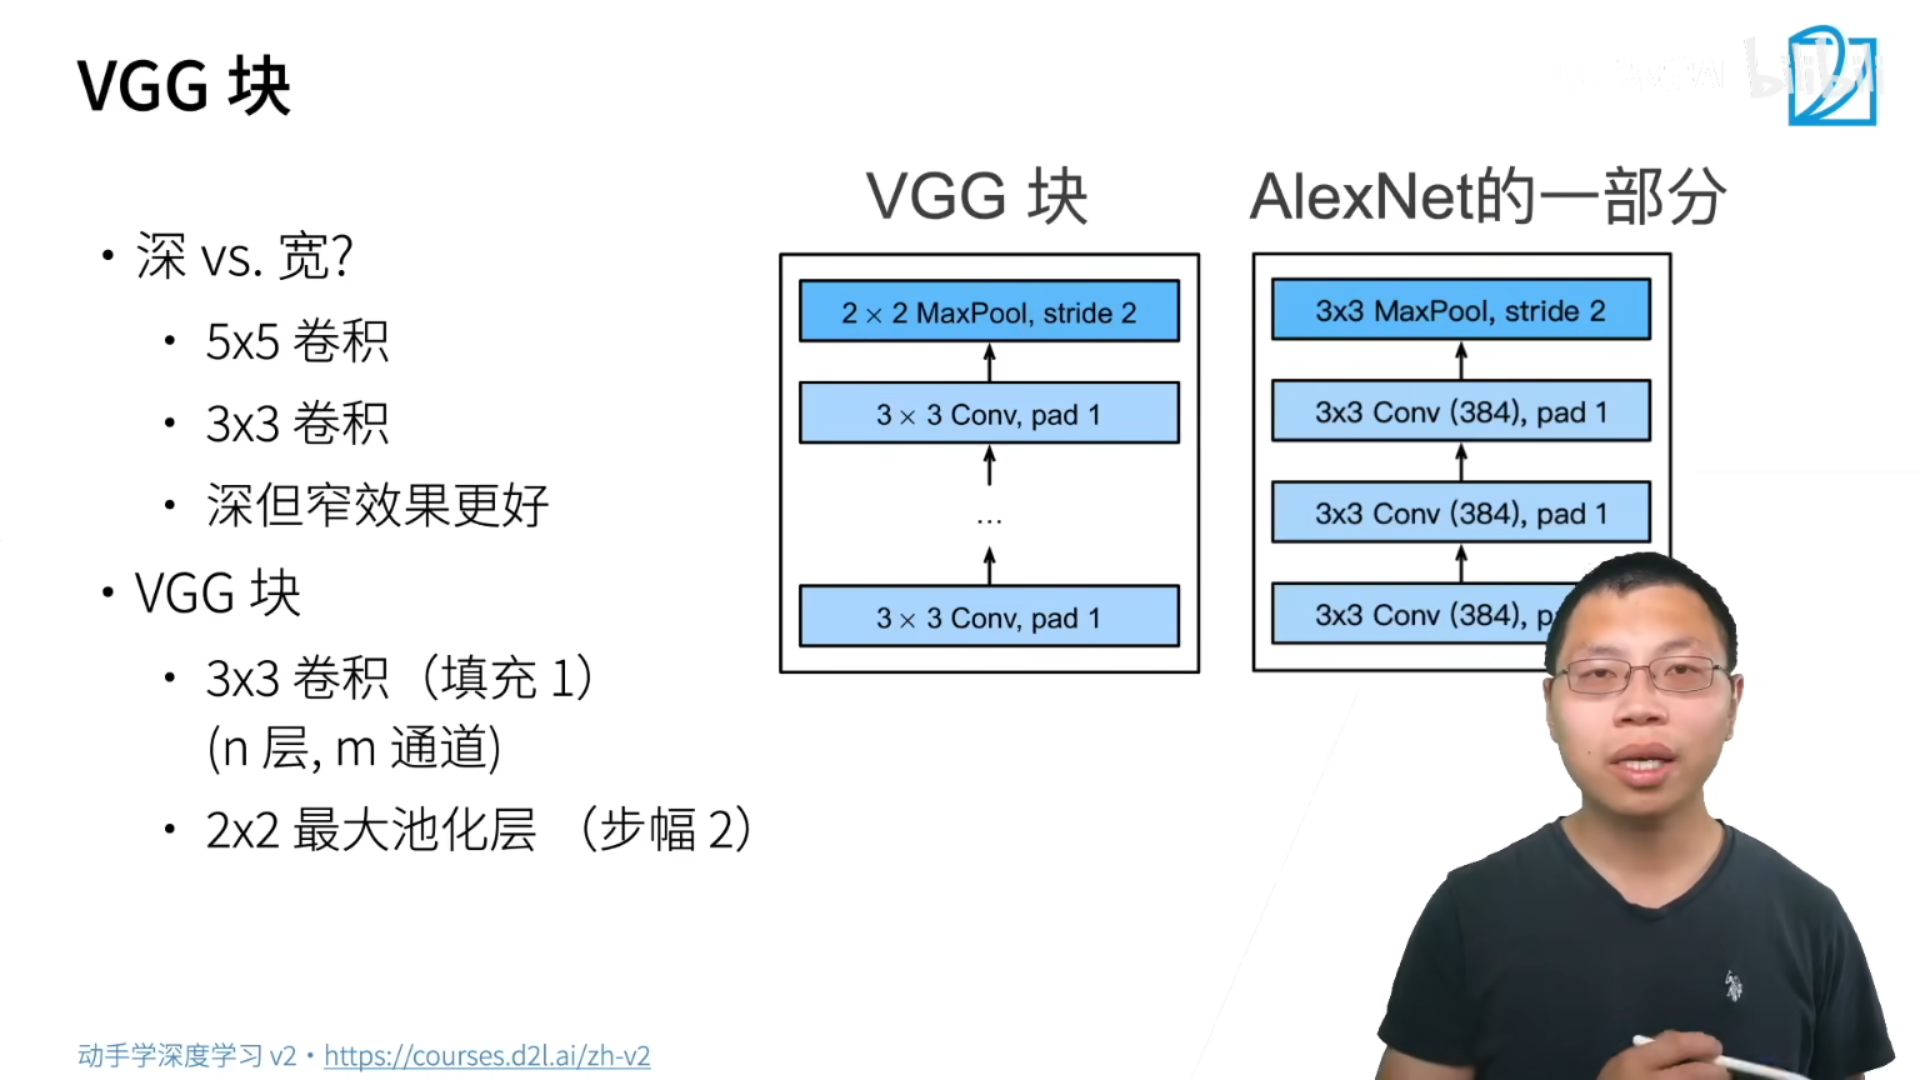 VGG 块
bilibili
VGG 块
AlexNet的一部分
• 深 vs. 宽?
• 5x5 卷积
• 3x3 卷积
• 深但窄效果更好
• VGG 块
• 3x3 卷积（填充 1）
(n 层, m 通道)
• 2x2 最大池化层 （步幅 2）
2 × 2 MaxPool, stride 2
3 × 3 Conv, pad 1
...
3 × 3 Conv, pad 1
3x3 MaxPool, stride 2
3x3 Conv (384), pad 1
3x3 Conv (384), pad 1
3x3 Conv (384), p
动手学深度学习 v2 • https://courses.d2l.ai/zh-v2